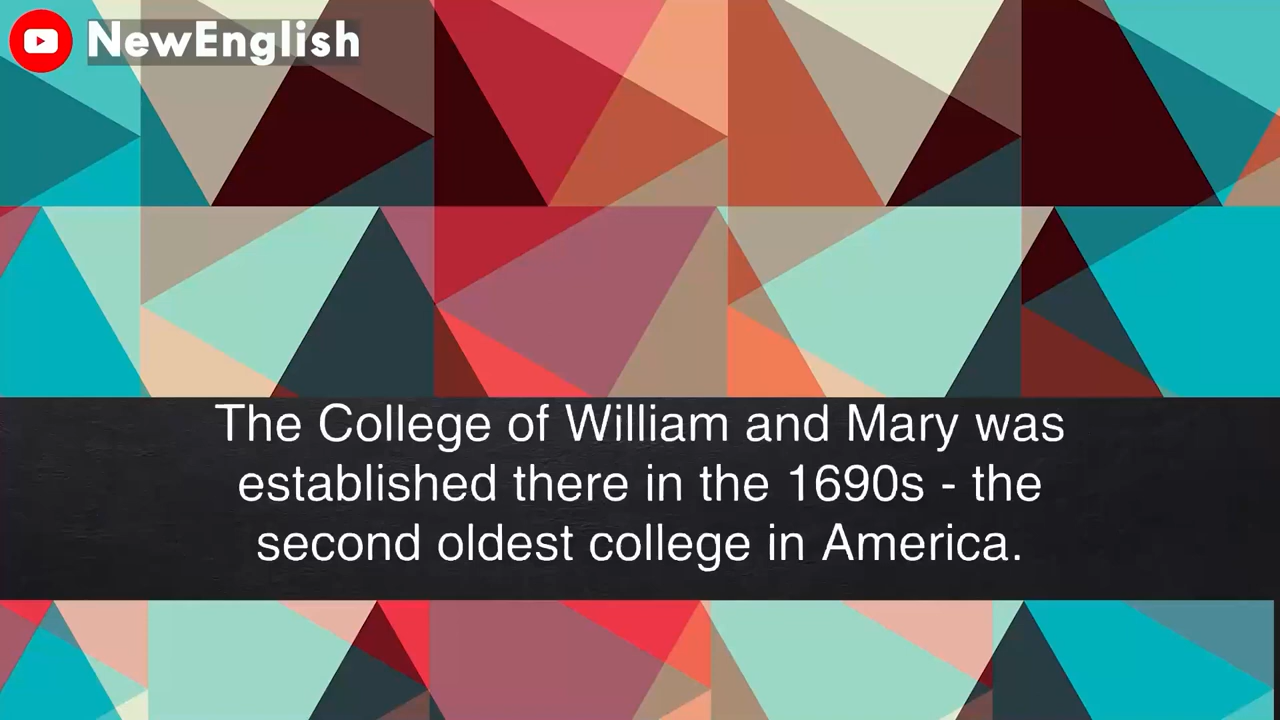 NewEnglish
The College of William and Mary was
established there in the 1690s - the
second oldest college in America.